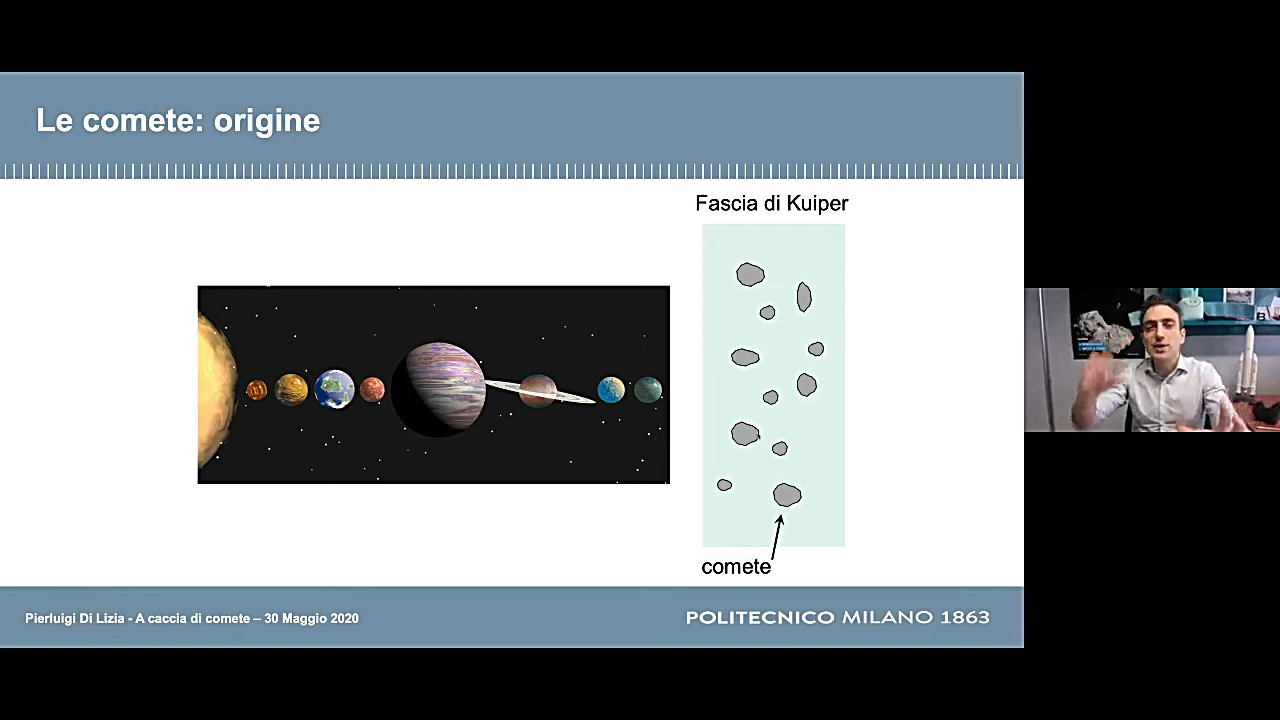 Le comete: origine
Fascia di Kuiper
comete
Pierluigi Di Lizia - A caccia di comete – 30 Maggio 2020
POLITECNICO MILANO 1863